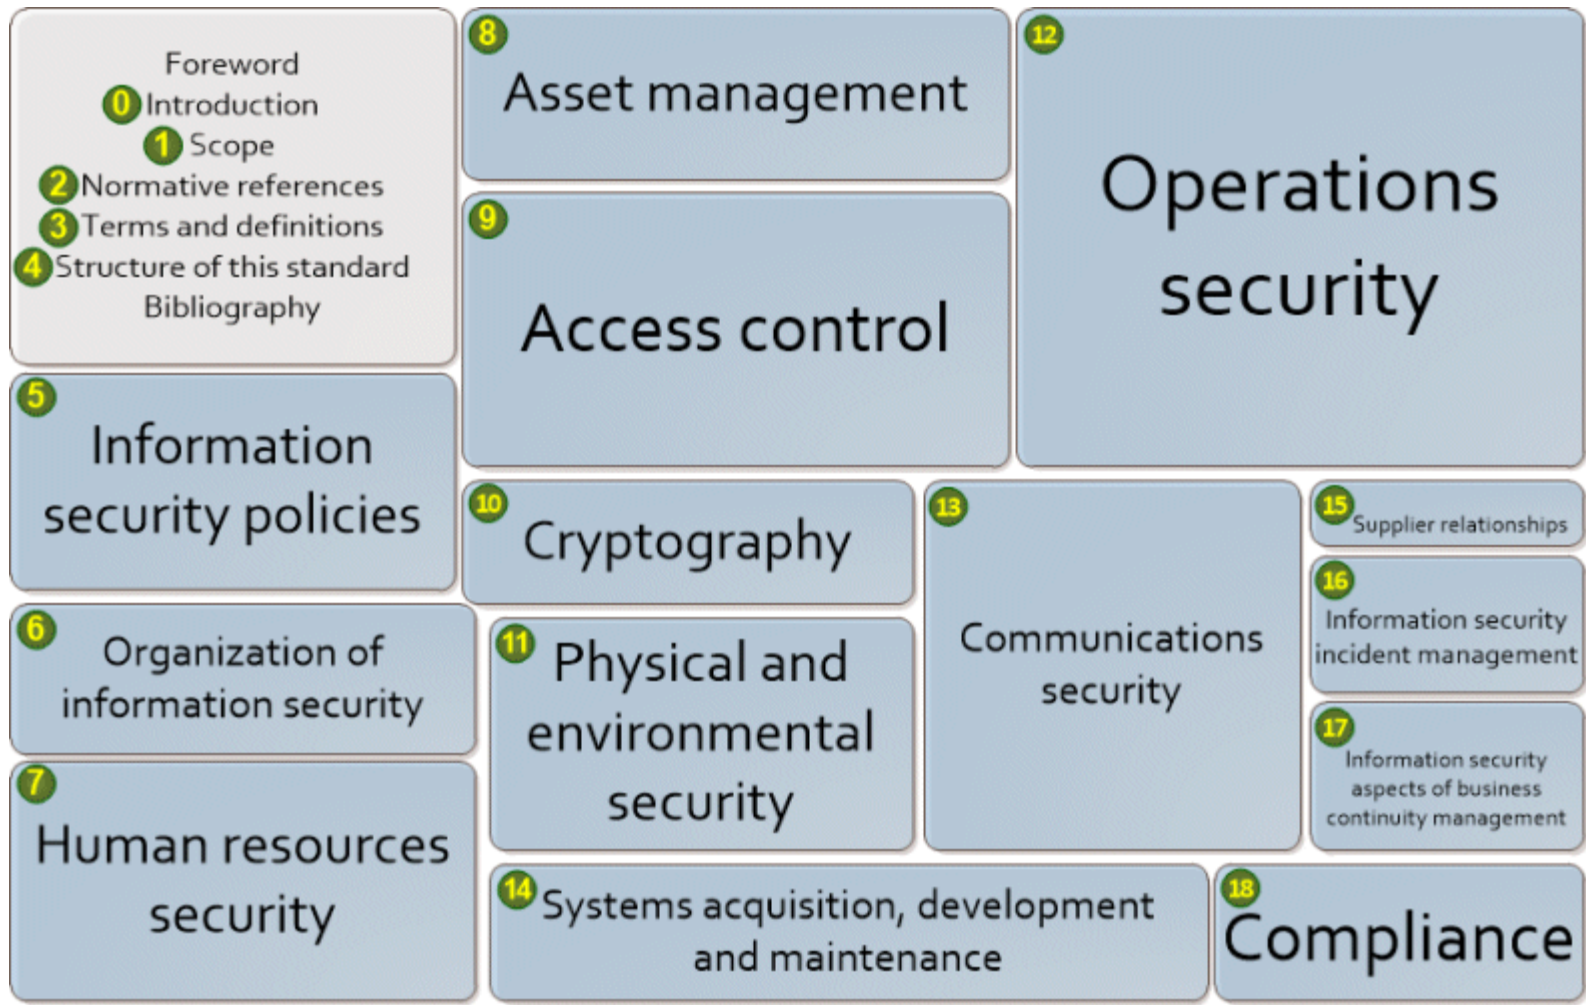 Foreword
0 Introduction
1 Scope
2 Normative references
3 Terms and definitions
4 Structure of this standard
Bibliography
5
Information
security policies
6
Organization of
information security
7
Human resources
security
8
Asset management
9
Access control
10
Cryptography
11
Physical and
environmental
security
12
Operations
security
13
Communications
security
14
Systems acquisition, development
and maintenance
15
Supplier relationships
16
Information security
incident management
17
Information security
aspects of business
continuity management
18
Compliance